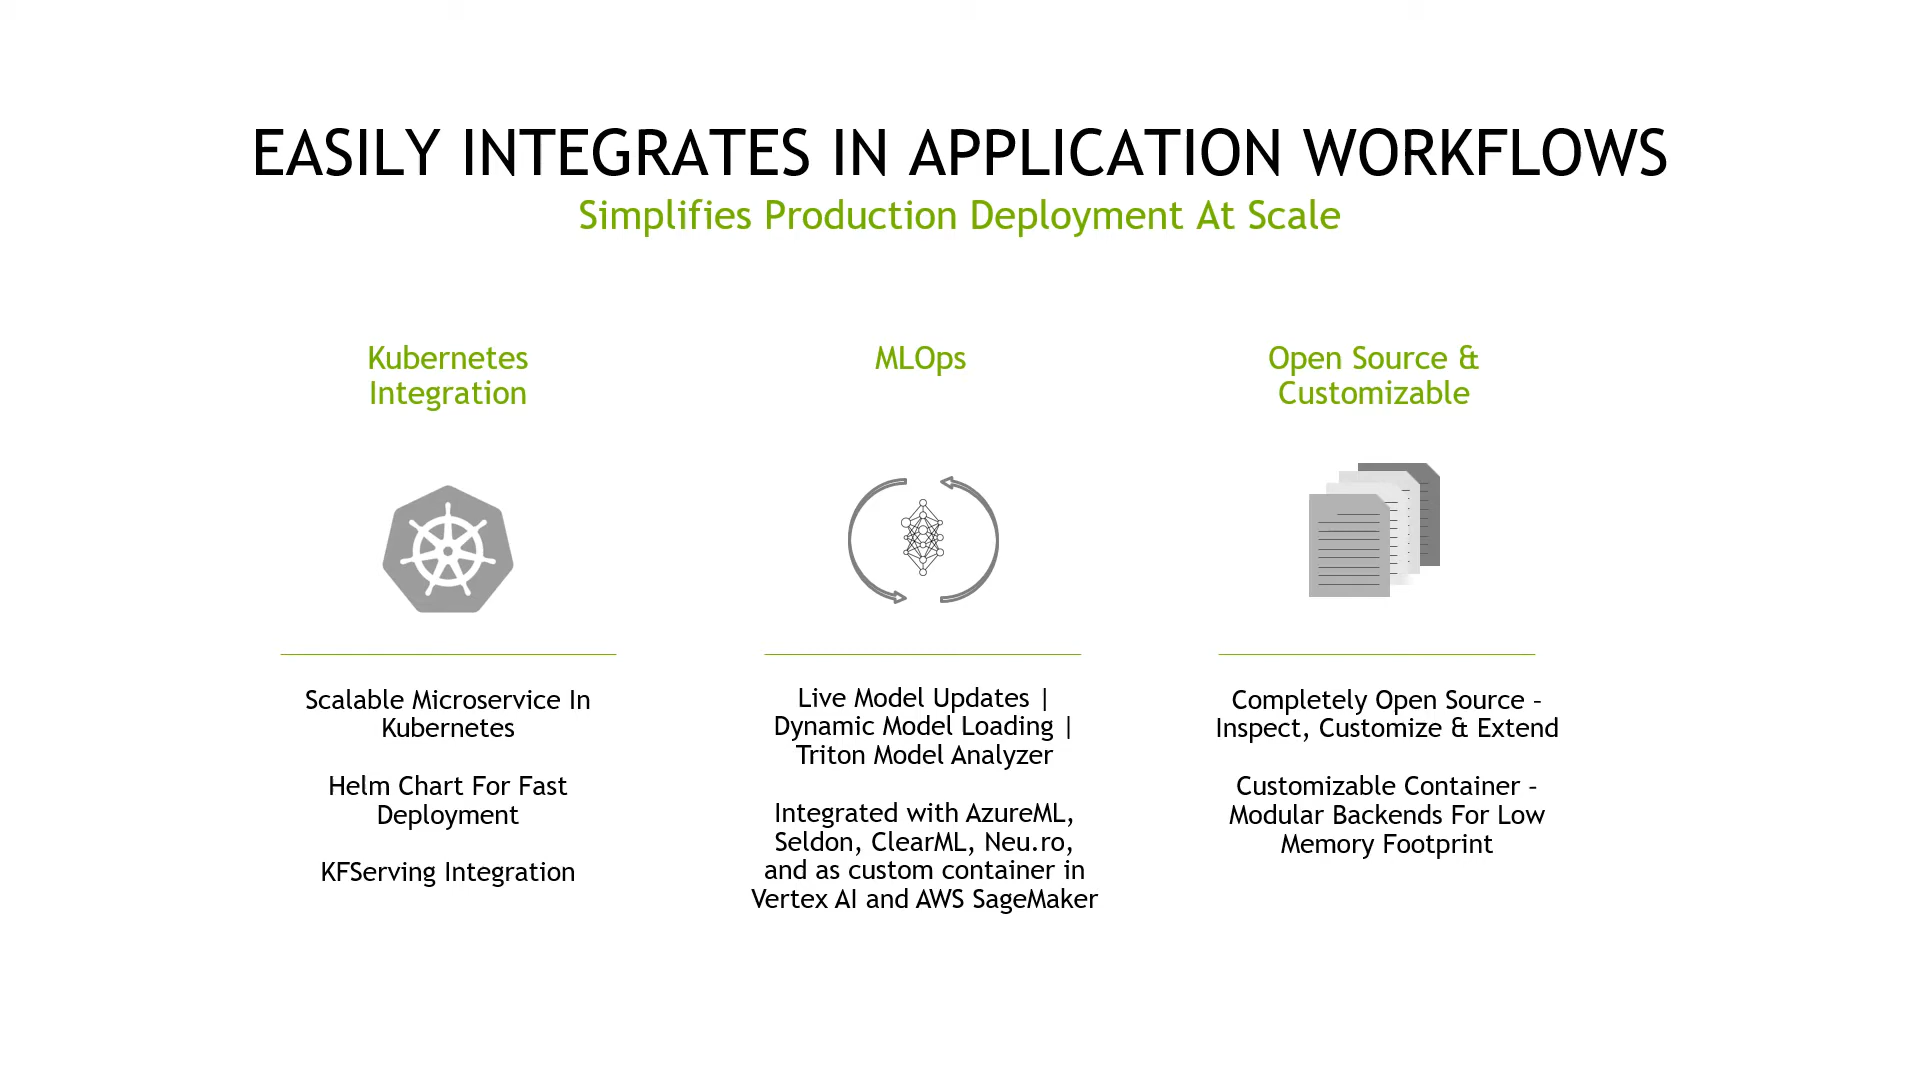 EASILY INTEGRATES IN APPLICATION WORKFLOWS
Simplifies Production Deployment At Scale
Kubernetes
Integration
Scalable Microservice In
Kubernetes
Helm Chart For Fast
Deployment
KFServing Integration
MLOps
Live Model Updates |
Dynamic Model Loading |
Triton Model Analyzer
Integrated with AzureML,
Seldon, ClearML, Neu.ro,
and as custom container in
Vertex AI and AWS SageMaker
Open Source &
Customizable
Completely Open Source –
Inspect, Customize & Extend
Customizable Container –
Modular Backends For Low
Memory Footprint